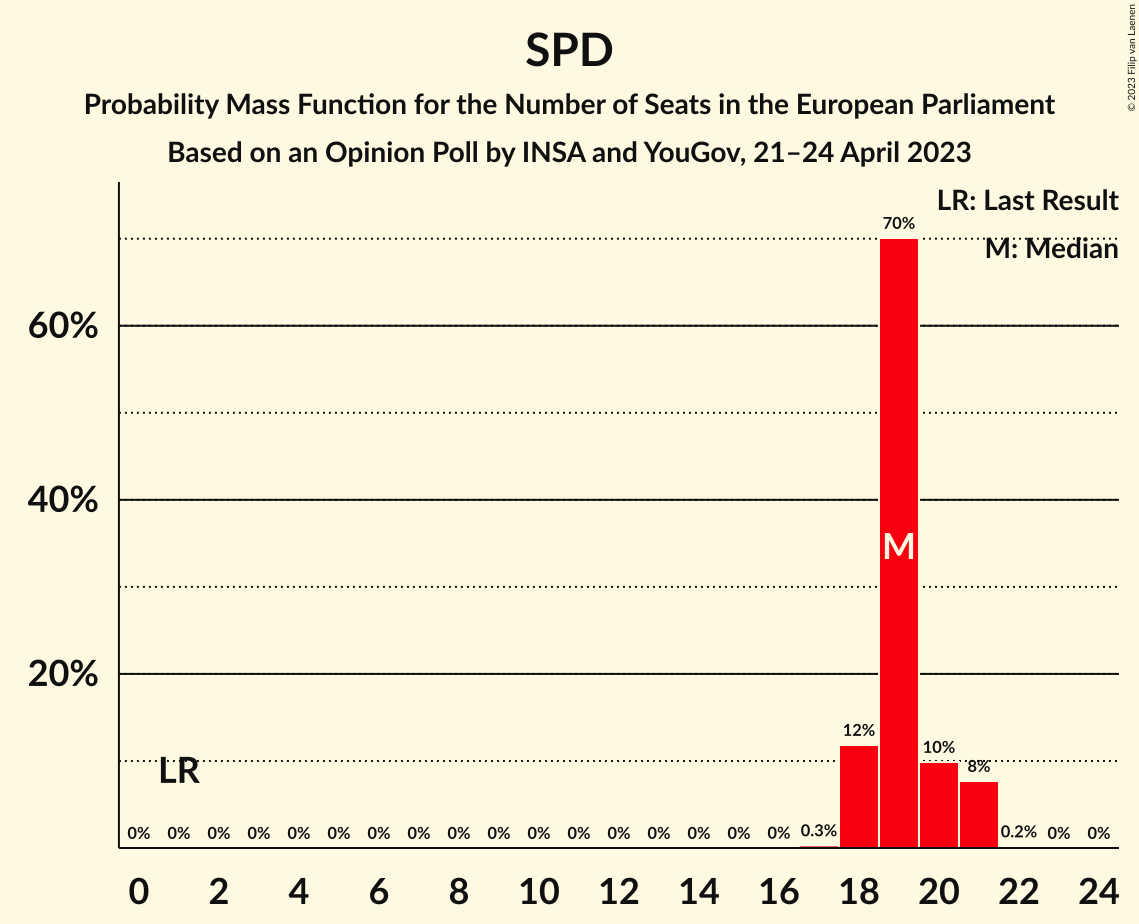 SPD
Probability Mass Function for the Number of Seats in the European Parliament
Based on an Opinion Poll by INSA and YouGov, 21–24 April 2023
© 2023 Filip van Laenen
LR: Last Result
M: Median
70%
60%
40%
M
20%
12%
10%
8%
LR
0% 0% 0% 0% 0% 0% 0% 0% 0% 0% 0% 0% 0% 0% 0% 0% 0% 0.3% 0.2% 0% 0%
0 2 4 6 8 10 12 14 16 18 20 22 24